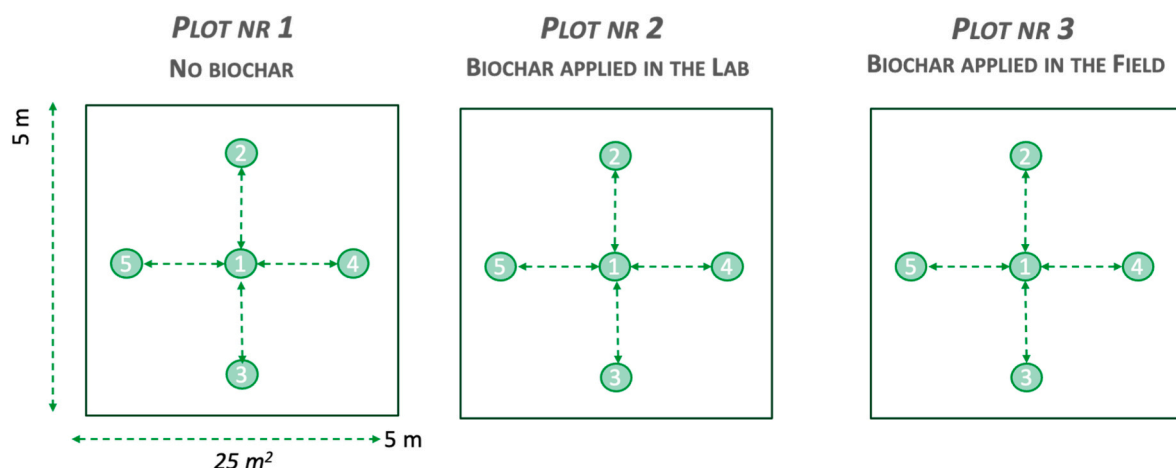 PLOT NR 1
NO BIOCHAR
PLOT NR 2
BIOCHAR APPLIED IN THE LAB
PLOT NR 3
BIOCHAR APPLIED IN THE FIELD
5 m
2
5 1 4
3
5 m
25 m²
2
5 1 4
3
2
5 1 4
3